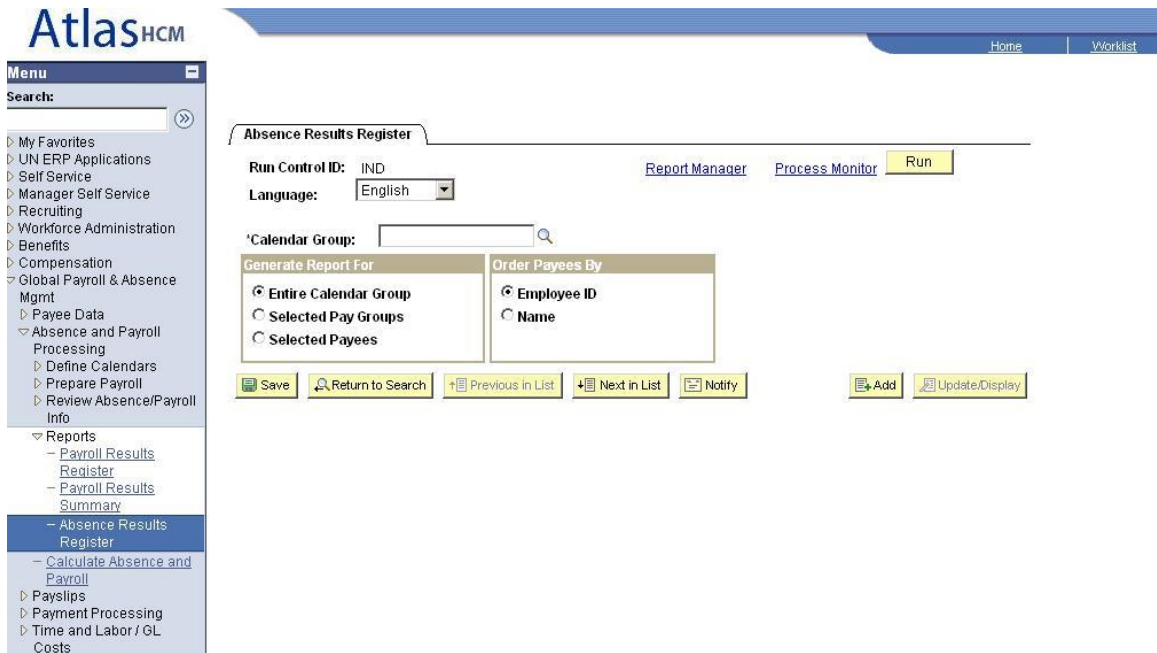 AtlasHCM
Home Worklist
Menu
Search:
My Favorites
UN ERP Applications
Self Service
Manager Self Service
Recruiting
Workforce Administration
Benefits
Compensation
Global Payroll & Absence
Mgmt
Payee Data
Absence and Payroll
Processing
Define Calendars
Prepare Payroll
Review Absence/Payroll
Info
Reports
– Payroll Results
Register
– Payroll Results
Summary
– Absence Results
Register
– Calculate Absence and
Payroll
Payslips
Payment Processing
Time and Labor / GL
Costs
Absence Results Register
Run Control ID: IND Report Manager Process Monitor Run
Language: English
*Calendar Group:
Generate Report For
Entire Calendar Group
Selected Pay Groups
Selected Payees
Order Payees By
Employee ID
Name
Save Return to Search Previous in List Next in List Notify Add Update/Display